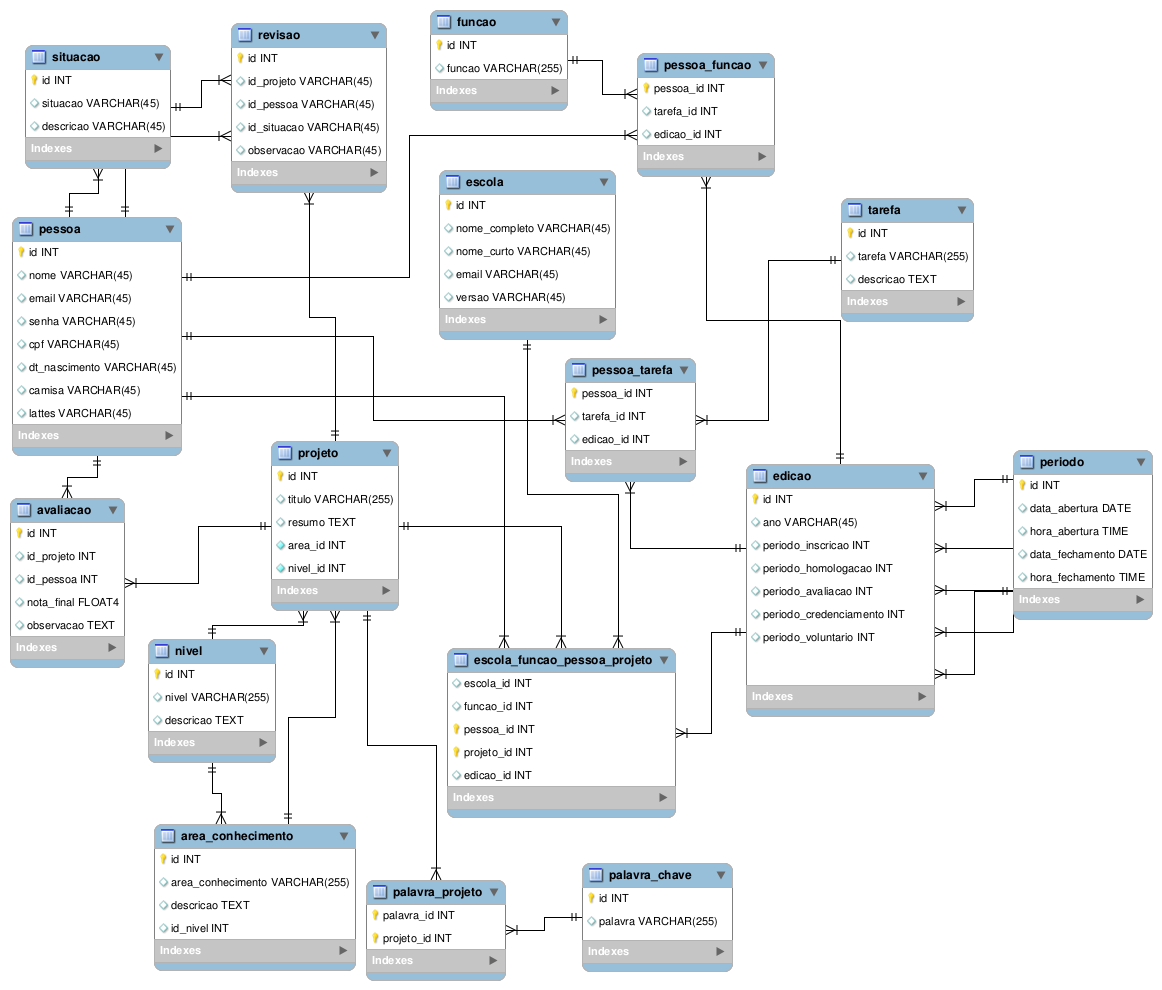 situacao
id INT
situacao VARCHAR(45)
descricao VARCHAR(45)
Indexes
revisao
id INT
id_projeto VARCHAR(45)
id_pessoa VARCHAR(45)
id_situacao VARCHAR(45)
observacao VARCHAR(45)
Indexes
funcao
id INT
funcao VARCHAR(255)
Indexes
pessoa_funcao
pessoa_id INT
tarefa_id INT
edicao_id INT
Indexes
pessoa
id INT
nome VARCHAR(45)
email VARCHAR(45)
senha VARCHAR(45)
cpf VARCHAR(45)
dt_nascimento VARCHAR(45)
camisa VARCHAR(45)
lattes VARCHAR(45)
Indexes
escola
id INT
nome_completo VARCHAR(45)
nome_curto VARCHAR(45)
email VARCHAR(45)
versao VARCHAR(45)
Indexes
tarefa
id INT
tarefa VARCHAR(255)
descricao TEXT
Indexes
pessoa_tarefa
pessoa_id INT
tarefa_id INT
edicao_id INT
Indexes
projeto
id INT
titulo VARCHAR(255)
resumo TEXT
area_id INT
nivel_id INT
Indexes
edicao
id INT
ano VARCHAR(45)
periodo_inscricao INT
periodo_homologacao INT
periodo_avaliacao INT
periodo_credenciamento INT
periodo_voluntario INT
Indexes
periodo
id INT
data_abertura DATE
hora_abertura TIME
data_fechamento DATE
hora_fechamento TIME
Indexes
avaliacao
id INT
id_projeto INT
id_pessoa INT
nota_final FLOAT4
observacao TEXT
Indexes
nivel
id INT
nivel VARCHAR(255)
descricao TEXT
Indexes
escola_funcao_pessoa_projeto
escola_id INT
funcao_id INT
pessoa_id INT
projeto_id INT
edicao_id INT
Indexes
area_conhecimento
id INT
area_conhecimento VARCHAR(255)
descricao TEXT
id_nivel INT
Indexes
palavra_projeto
palavra_id INT
projeto_id INT
Indexes
palavra_chave
id INT
palavra VARCHAR(255)
Indexes